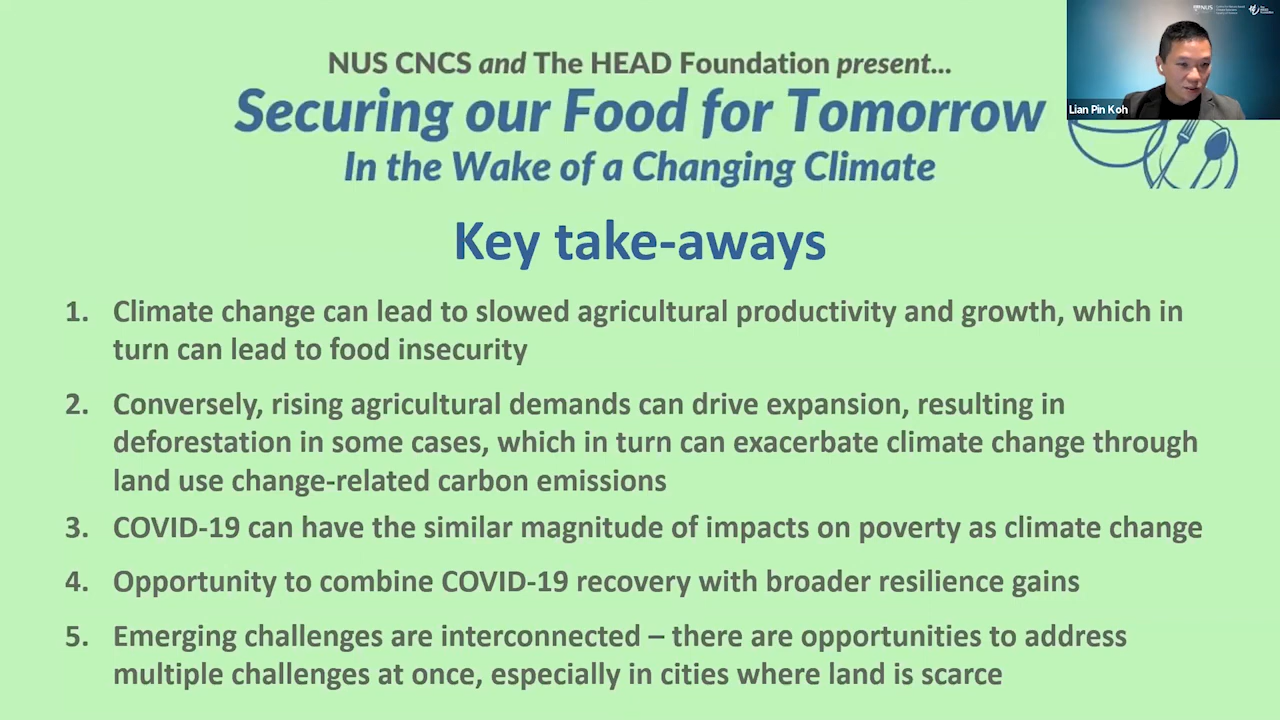 NUS CNCS and The HEAD Foundation present...
Securing our Food for Tomorrow
In the Wake of a Changing Climate
NUS
Lian Pin Koh
Key take-aways
1. Climate change can lead to slowed agricultural productivity and growth, which in
turn can lead to food insecurity
2. Conversely, rising agricultural demands can drive expansion, resulting in
deforestation in some cases, which in turn can exacerbate climate change through
land use change-related carbon emissions
3. COVID-19 can have the similar magnitude of impacts on poverty as climate change
4. Opportunity to combine COVID-19 recovery with broader resilience gains
5. Emerging challenges are interconnected – there are opportunities to address
multiple challenges at once, especially in cities where land is scarce